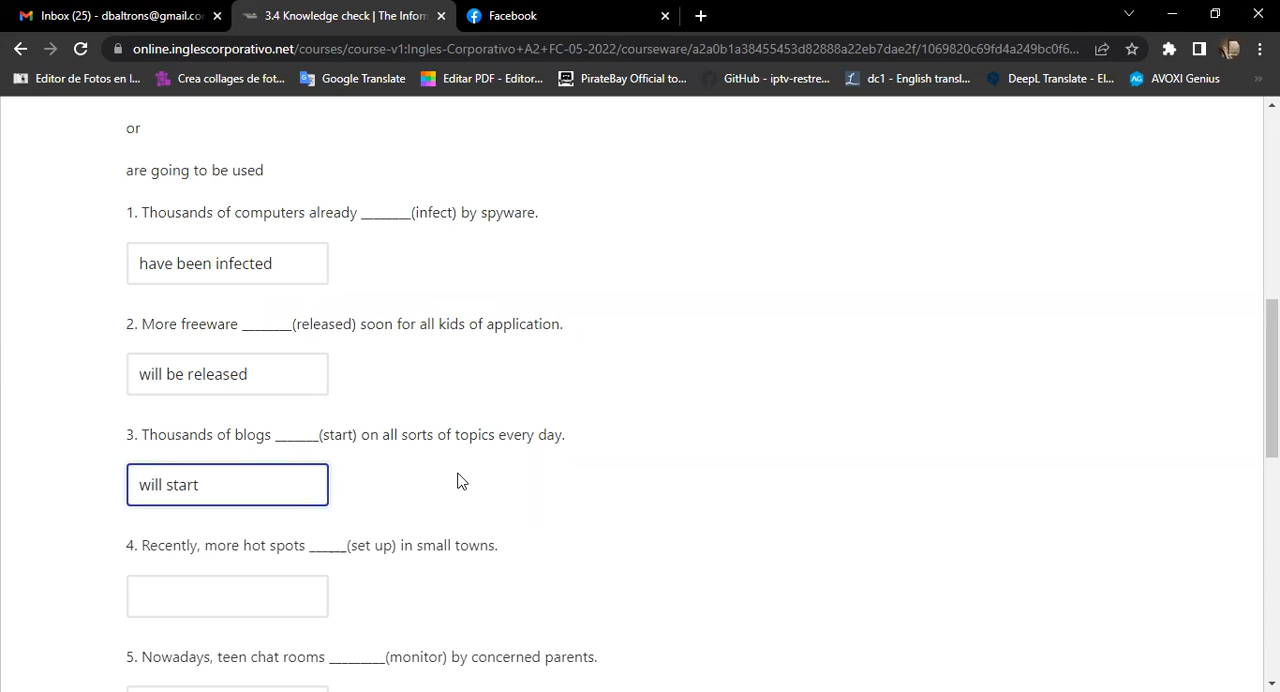 Inbox (25) - dbaltrons@gmail.co
3.4 Knowledge check | The Inforn
Facebook
online.inglescorporativo.net/courses/course-v1:Ingles-Corporativo+A2+FC-05-2022/courseware/a2a0b1a38455453d82888a22eb7dae2f/1069820c69fd4a249bc0f6...
Editor de Fotos en l...
Crea collages de fot...
Google Translate
Editar PDF - Editor...
PirateBay Official to...
GitHub - iptv-restre...
dc1 - English transl...
DeepL Translate - El...
AVOXI Genius
or
are going to be used
1. Thousands of computers already ________(infect) by spyware.
have been infected
2. More freeware ________(released) soon for all kids of application.
will be released
3. Thousands of blogs _______(start) on all sorts of topics every day.
will start
4. Recently, more hot spots ______(set up) in small towns.
5. Nowadays, teen chat rooms _________(monitor) by concerned parents.